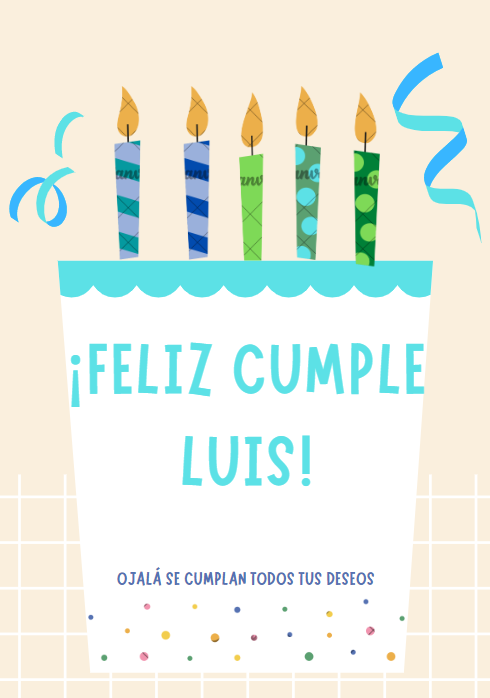 ¡FELIZ CUMPLE
LUIS!
OJALÁ SE CUMPLAN TODOS TUS DESEOS